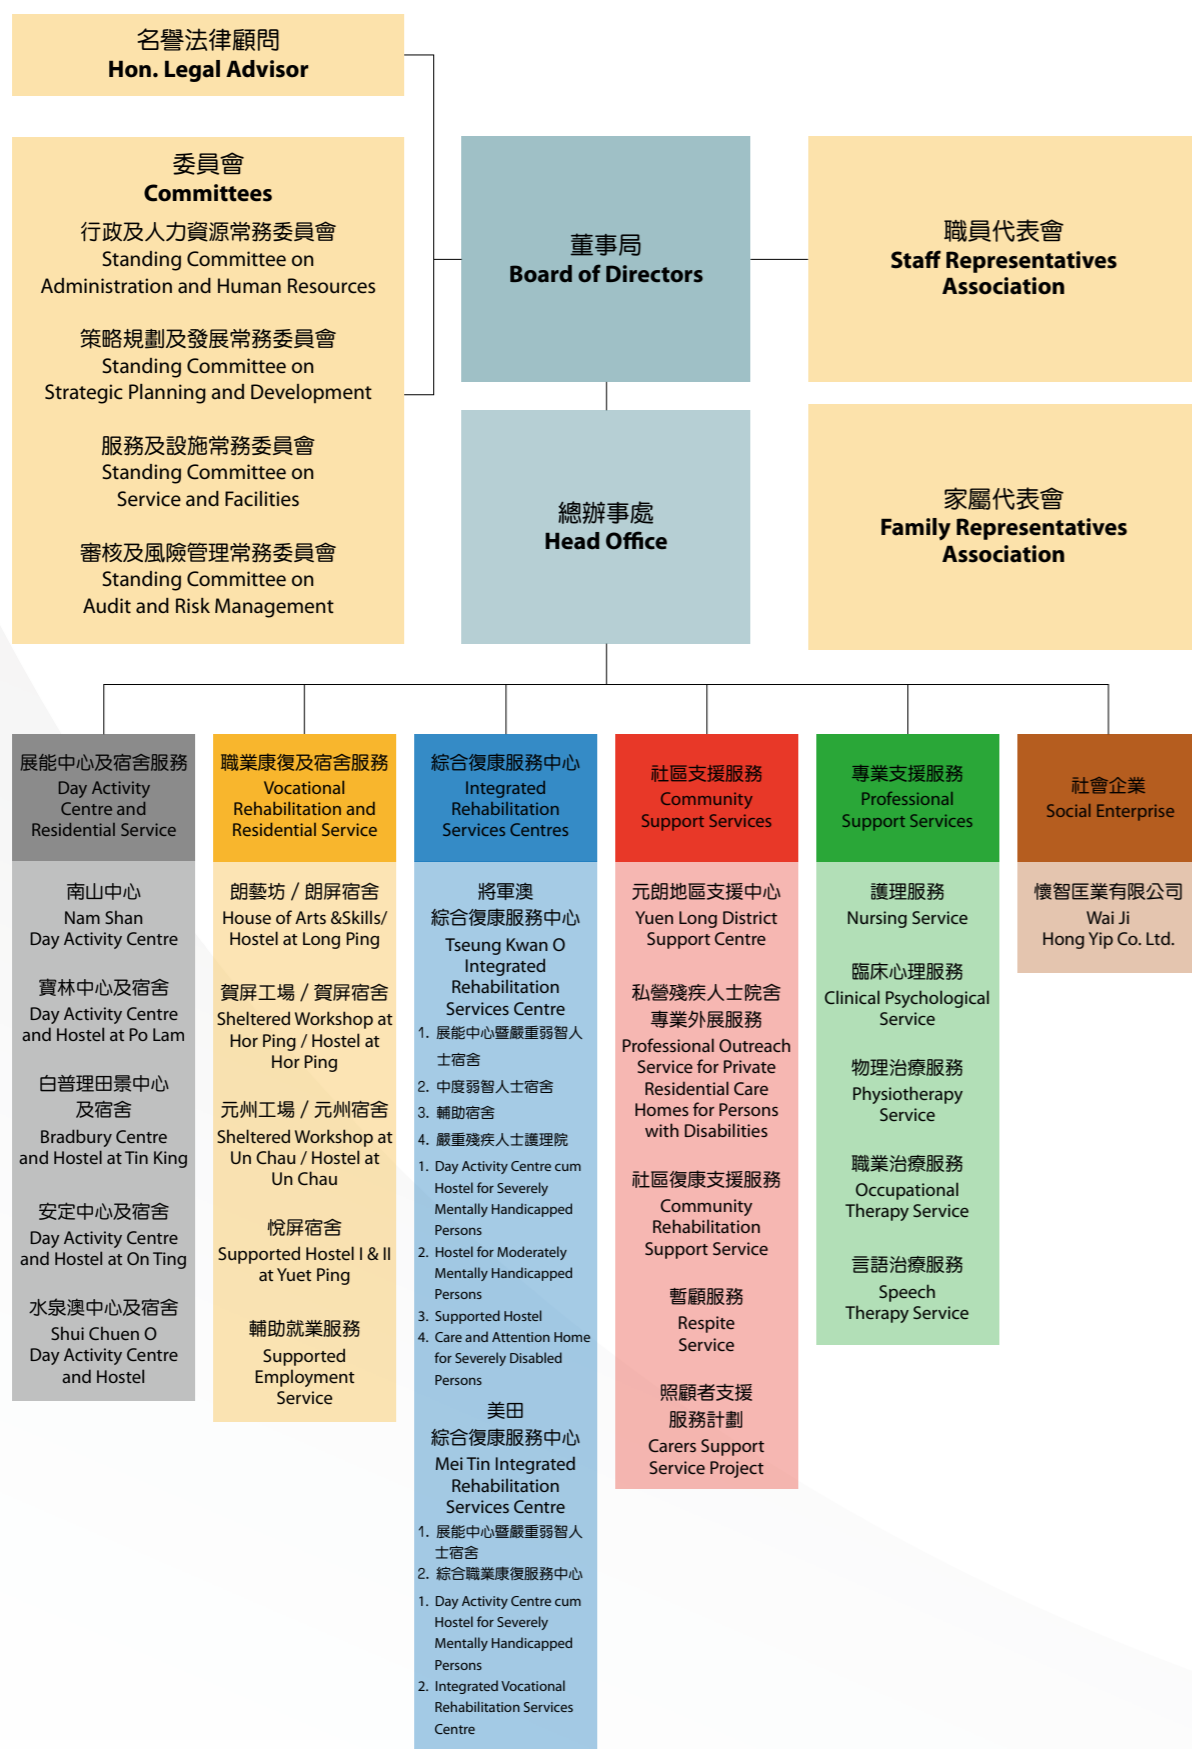 名譽法律顧問
Hon. Legal Advisor
委員會
Committees
行政及人力資源常務委員會
Standing Committee on
Administration and Human Resources
策略規劃及發展常務委員會
Standing Committee on
Strategic Planning and Development
服務及設施常務委員會
Standing Committee on
Service and Facilities
審核及風險管理常務委員會
Standing Committee on
Audit and Risk Management
董事局
Board of Directors
職員代表會
Staff Representatives
Association
總辦事處
Head Office
家屬代表會
Family Representatives
Association
展能中心及宿舍服務
Day Activity
Centre and
Residential Service
南山中心
Nam Shan
Day Activity Centre
寶林中心及宿舍
Day Activity Centre
and Hostel at Po Lam
白普理田景中心
及宿舍
Bradbury Centre
and Hostel at Tin King
安定中心及宿舍
Day Activity Centre
and Hostel at On Ting
水泉澳中心及宿舍
Shui Chuen O
Day Activity Centre
and Hostel
職業康復及宿舍服務
Vocational
Rehabilitation and
Residential Service
朗藝坊 / 朗屏宿舍
House of Arts &Skills/
Hostel at Long Ping
賀屏工場 / 賀屏宿舍
Sheltered Workshop at
Hor Ping / Hostel at
Hor Ping
元州工場 / 元州宿舍
Sheltered Workshop at
Un Chau / Hostel at
Un Chau
悅屏宿舍
Supported Hostel I & II
at Yuet Ping
輔助就業服務
Supported
Employment
Service
綜合復康服務中心
Integrated
Rehabilitation
Services Centres
將軍澳
綜合復康服務中心
Tseung Kwan O
Integrated
Rehabilitation
Services Centre
1. 展能中心暨嚴重弱智人
士宿舍
2. 中度弱智人士宿舍
3. 輔助宿舍
4. 嚴重殘疾人士護理院
1. Day Activity Centre cum
Hostel for Severely
Mentally Handicapped
Persons
2. Hostel for Moderately
Mentally Handicapped
Persons
3. Supported Hostel
4. Care and Attention Home
for Severely Disabled
Persons
美田
綜合復康服務中心
Mei Tin Integrated
Rehabilitation
Services Centre
1. 展能中心暨嚴重弱智人
士宿舍
2. 綜合職業康復服務中心
1. Day Activity Centre cum
Hostel for Severely
Mentally Handicapped
Persons
2. Integrated Vocational
Rehabilitation Services
Centre
社區支援服務
Community
Support Services
元朗地區支援中心
Yuen Long District
Support Centre
私營殘疾人士院舍
專業外展服務
Professional Outreach
Service for Private
Residential Care
Homes for Persons
with Disabilities
社區復康支援服務
Community
Rehabilitation
Support Service
暫顧服務
Respite
Service
照顧者支援
服務計劃
Carers Support
Service Project
專業支援服務
Professional
Support Services
護理服務
Nursing Service
臨床心理服務
Clinical Psychological
Service
物理治療服務
Physiotherapy
Service
職業治療服務
Occupational
Therapy Service
言語治療服務
Speech
Therapy Service
社會企業
Social Enterprise
懷智匡業有限公司
Wai Ji
Hong Yip Co. Ltd.